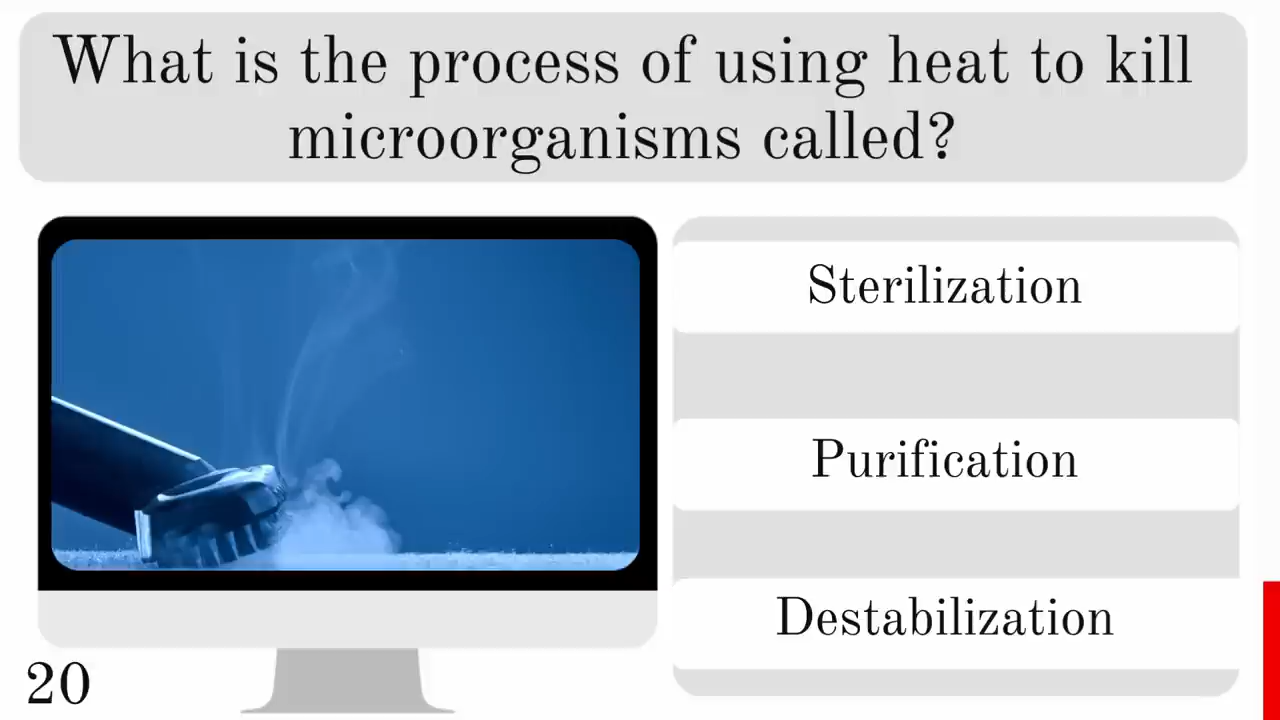 What is the process of using heat to kill
microorganisms called?
Sterilization
Purification
Destabilization
20